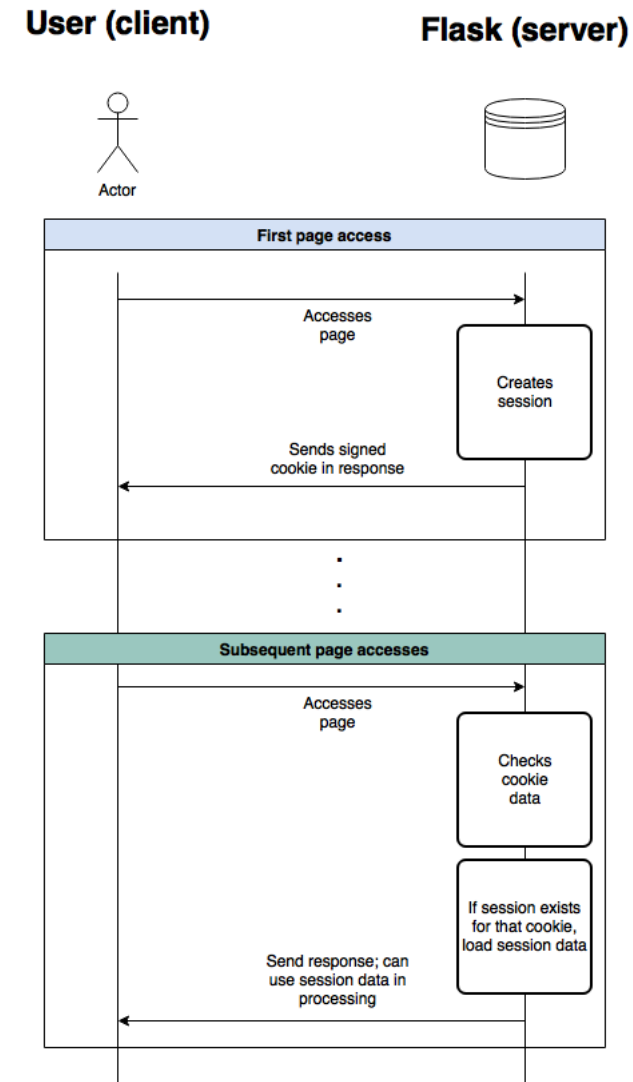 User (client)
Flask (server)
Actor
First page access
Accesses
page
Creates
session
Sends signed
cookie in response
.
.
.
Subsequent page accesses
Accesses
page
Checks
cookie
data
If session exists
for that cookie,
load session data
Send response; can
use session data in
processing